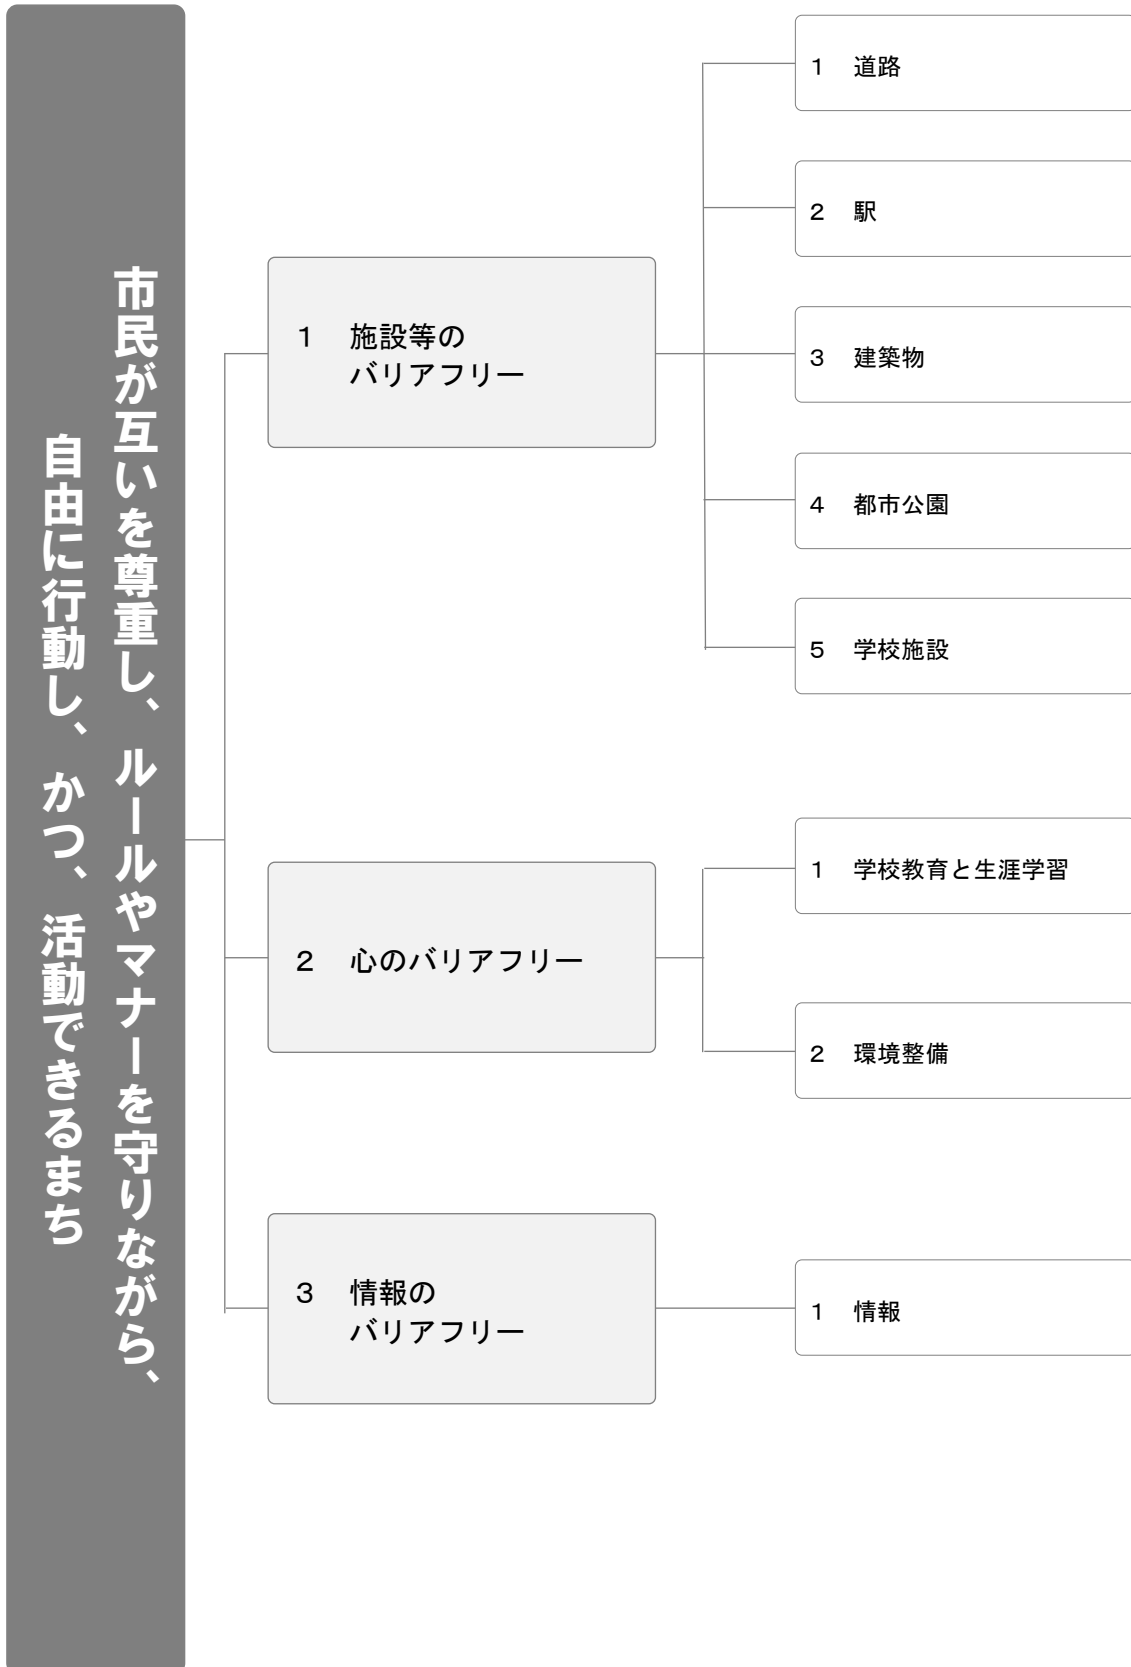 市民が互いを尊重し、ルールやマナーを守りながら、
自由に行動し、かつ、活動できるまち
1 施設等の
バリアフリー
1 道路
2 駅
3 建築物
4 都市公園
5 学校施設
2 心のバリアフリー
1 学校教育と生涯学習
2 環境整備
3 情報の
バリアフリー
1 情報